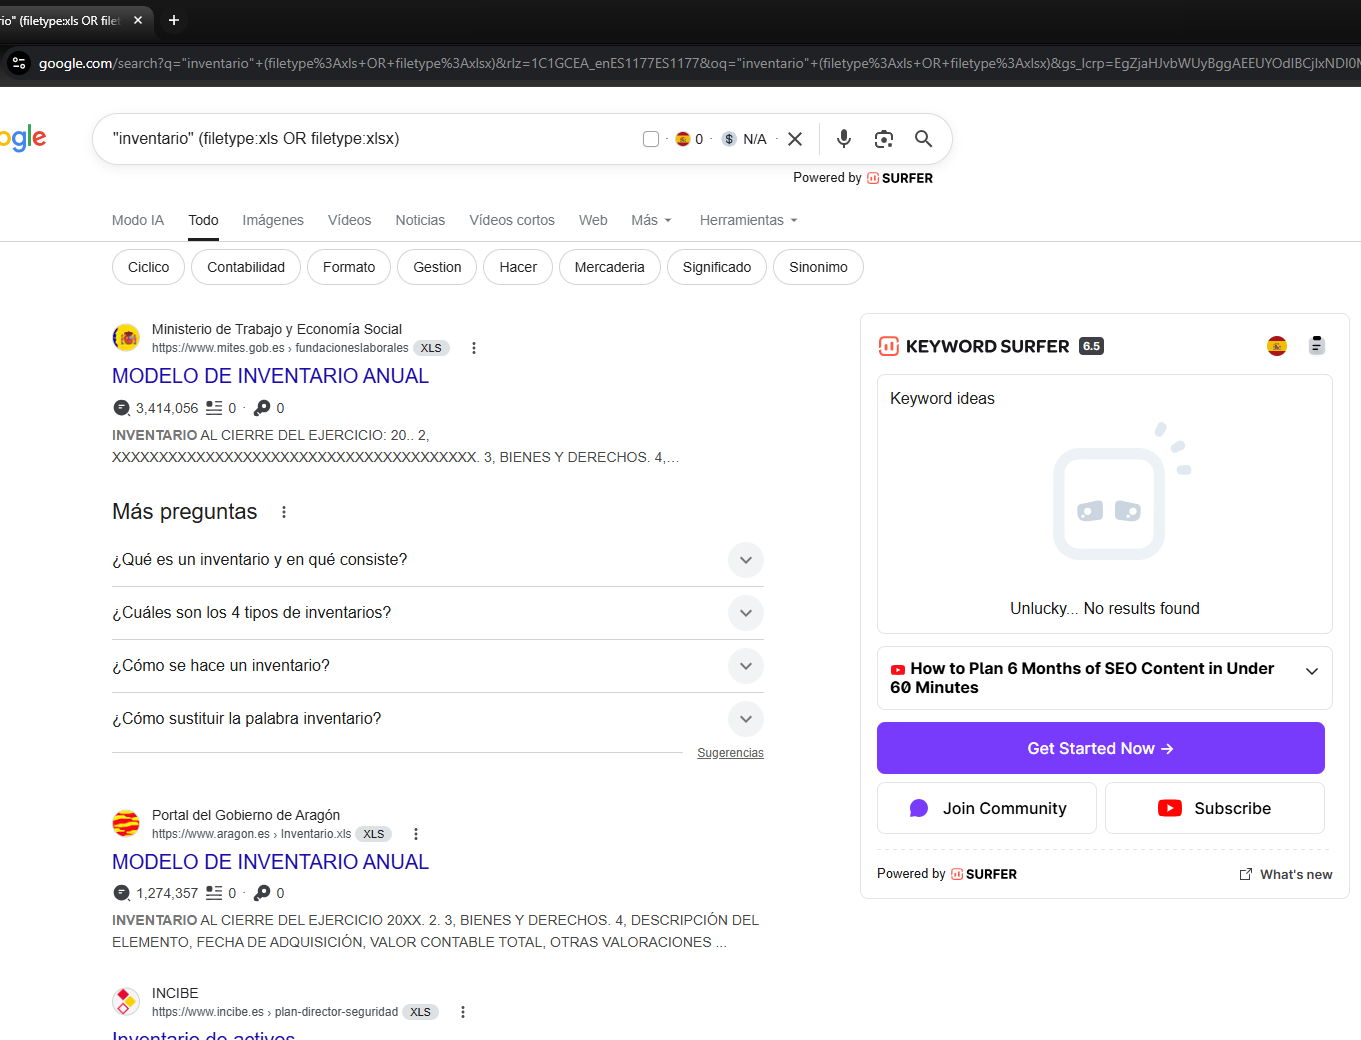 rio" (filetype:xls OR filet
google.com/search?q="inventario"+(filetype%3Axls+OR+filetype%3Axlsx)&rlz=1C1GCEA_enES1177ES1177&oq="inventario"+(filetype%3Axls+OR+filetype%3Axlsx)&gs_lcrp=EgZjaHJvbWUyBggAEEUYOdIBCjIxNDI0M
ogle
"inventario" (filetype:xls OR filetype:xlsx)
· 0 · $ N/A ·
Powered by SURFER
Modo IA Todo Imágenes Vídeos Noticias Vídeos cortos Web Más Herramientas
Ciclico Contabilidad Formato Gestion Hacer Mercaderia Significado Sinonimo
Ministerio de Trabajo y Economía Social
https://www.mites.gob.es › fundacioneslaborales XLS
MODELO DE INVENTARIO ANUAL
3,414,056 0 · 0
INVENTARIO AL CIERRE DEL EJERCICIO: 20.. 2,
XXXXXXXXXXXXXXXXXXXXXXXXXXXXXXXXXXXXXXX. 3, BIENES Y DERECHOS. 4,...
Más preguntas
¿Qué es un inventario y en qué consiste?
¿Cuáles son los 4 tipos de inventarios?
¿Cómo se hace un inventario?
¿Cómo sustituir la palabra inventario?
Sugerencias
Portal del Gobierno de Aragón
https://www.aragon.es › Inventario.xls XLS
MODELO DE INVENTARIO ANUAL
1,274,357 0 · 0
INVENTARIO AL CIERRE DEL EJERCICIO 20XX. 2. 3, BIENES Y DERECHOS. 4, DESCRIPCIÓN DEL
ELEMENTO, FECHA DE ADQUISICIÓN, VALOR CONTABLE TOTAL, OTRAS VALORACIONES ...
INCIBE
https://www.incibe.es › plan-director-seguridad XLS
Inventario de activos
KEYWORD SURFER 6.5
Keyword ideas
Unlucky... No results found
How to Plan 6 Months of SEO Content in Under
60 Minutes
Get Started Now →
Join Community
Subscribe
Powered by SURFER
What's new